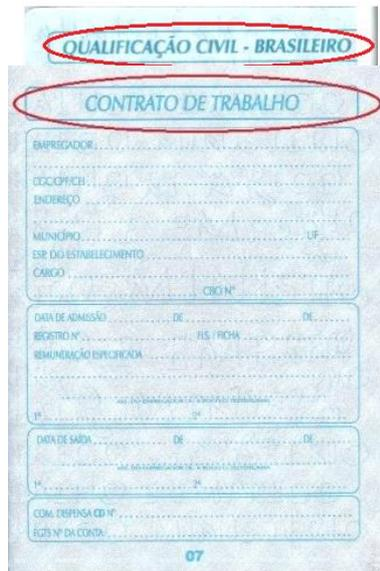 QUALIFICAÇÃO CIVIL - BRASILEIRO
CONTRATO DE TRABALHO
EMPREGADOR
CGC/CPF/CEI
ENDEREÇO
MUNICÍPIO UF
ESP. DO ESTABELECIMENTO
CARGO
CBO Nº
DATA DE ADMISSÃO DE DE
REGISTRO Nº FLS. / FICHA
REMUNERAÇÃO ESPECIFICADA
1ª 2ª
DATA DE SAÍDA DE DE
1ª 2ª
COM. DISPENSA CD Nº
FGTS Nº DA CONTA
07